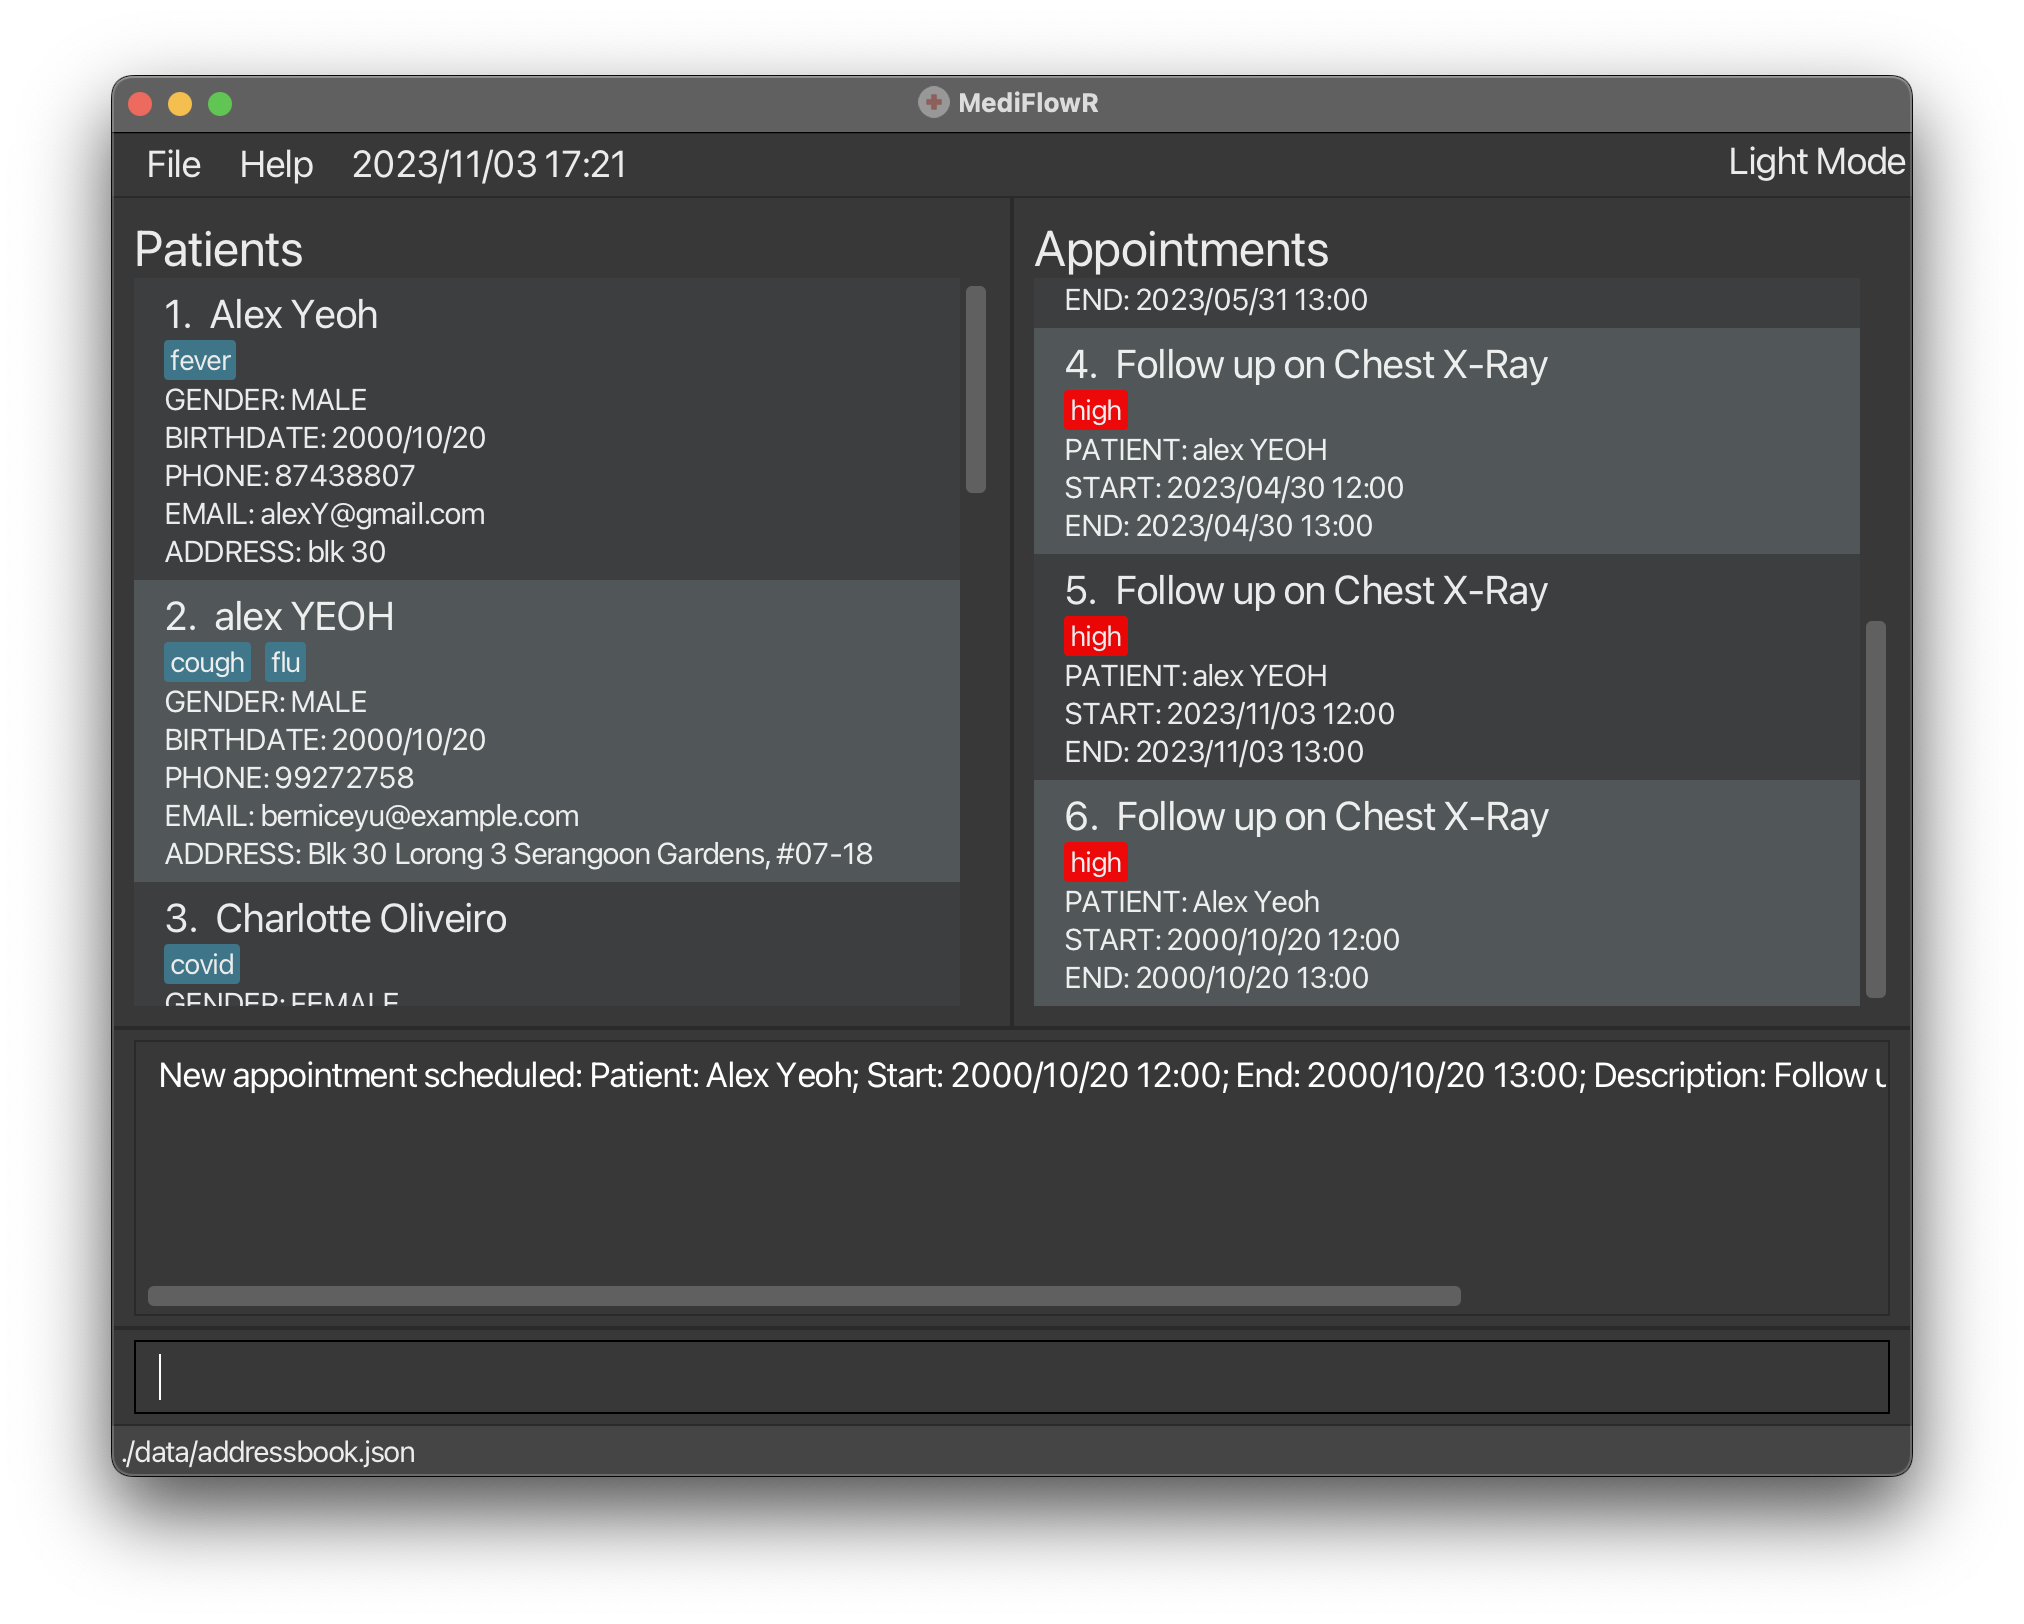 MediFlowR
File Help 2023/11/03 17:21 Light Mode
Patients
1. Alex Yeoh
fever
GENDER: MALE
BIRTHDATE: 2000/10/20
PHONE: 87438807
EMAIL: alexY@gmail.com
ADDRESS: blk 30
2. alex YEOH
cough flu
GENDER: MALE
BIRTHDATE: 2000/10/20
PHONE: 99272758
EMAIL: berniceyu@example.com
ADDRESS: Blk 30 Lorong 3 Serangoon Gardens, #07-18
3. Charlotte Oliveiro
covid
GENDER: FEMALE
Appointments
END: 2023/05/31 13:00
4. Follow up on Chest X-Ray
high
PATIENT: alex YEOH
START: 2023/04/30 12:00
END: 2023/04/30 13:00
5. Follow up on Chest X-Ray
high
PATIENT: alex YEOH
START: 2023/11/03 12:00
END: 2023/11/03 13:00
6. Follow up on Chest X-Ray
high
PATIENT: Alex Yeoh
START: 2000/10/20 12:00
END: 2000/10/20 13:00
New appointment scheduled: Patient: Alex Yeoh; Start: 2000/10/20 12:00; End: 2000/10/20 13:00; Description: Follow u
./data/addressbook.json